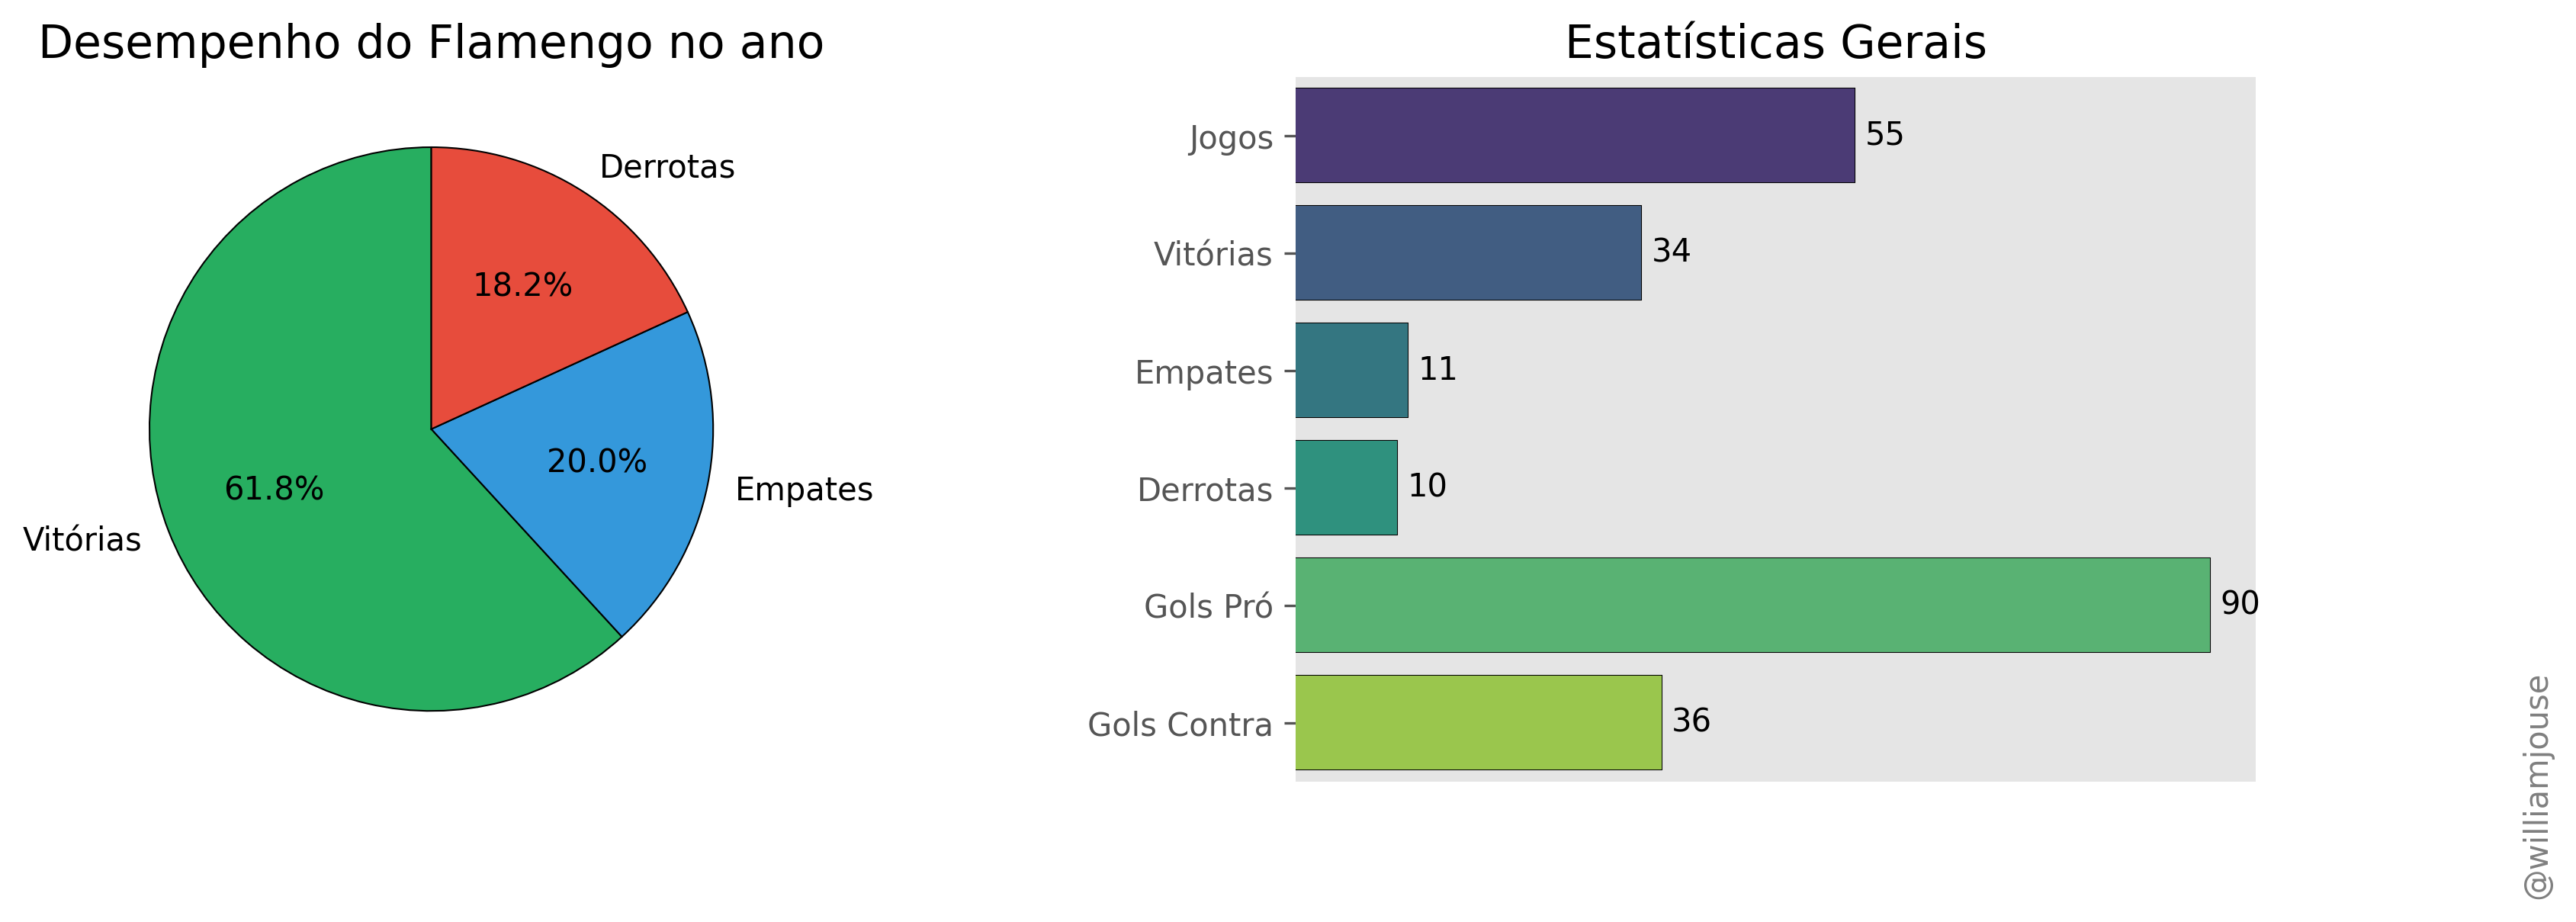 Desempenho do Flamengo no ano
Derrotas
18.2%
20.0%
61.8%
Empates
Vitórias
Estatísticas Gerais
Jogos 55
Vitórias 34
Empates 11
Derrotas 10
Gols Pró 90
Gols Contra 36
@williamjouse